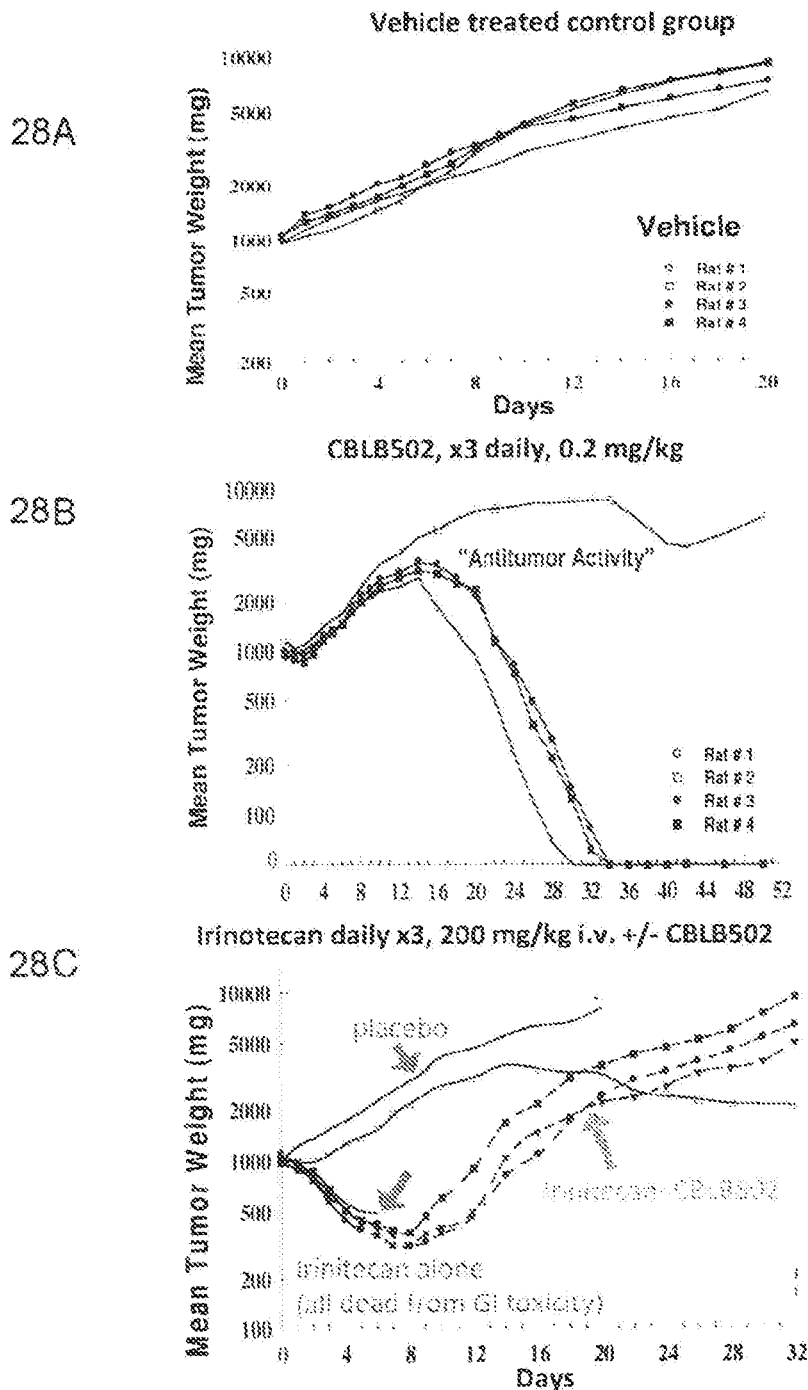 28A
Vehicle treated control group
Mean Tumor Weight (mg)
10000
5000
2000
1000
500
200
Vehicle
Rat # 1
Rat # 2
Rat # 3
Rat # 4
0 4 8 12 16 20
Days
28B
CBLB502, x3 daily, 0.2 mg/kg
Mean Tumor Weight (mg)
10000
5000
2000
1000
500
200
100
0
"Antitumor Activity"
Rat # 1
Rat # 2
Rat # 3
Rat # 4
0 4 8 12 16 20 24 28 32 36 40 44 48 52
28C
Irinotecan daily x3, 200 mg/kg i.v. +/- CBLB502
Mean Tumor Weight (mg)
10000
5000
2000
1000
500
200
100
placebo
Irinotecan+CBLB502
Irinitecan alone
(all dead from GI toxicity)
0 4 8 12 16 20 24 28 32
Days